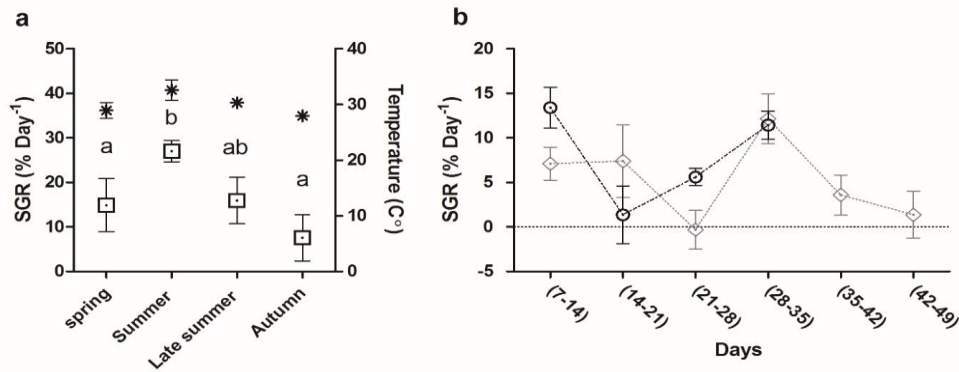 a
50
40
30
20
10
0
SGR (% Day-1)
40
30
20
10
0
Temperature (C°)
a
b
ab
a
spring
Summer
Late summer
Autumn
b
20
15
10
5
0
-5
SGR (% Day-1)
(7-14)
(14-21)
(21-28)
(28-35)
(35-42)
(42-49)
Days